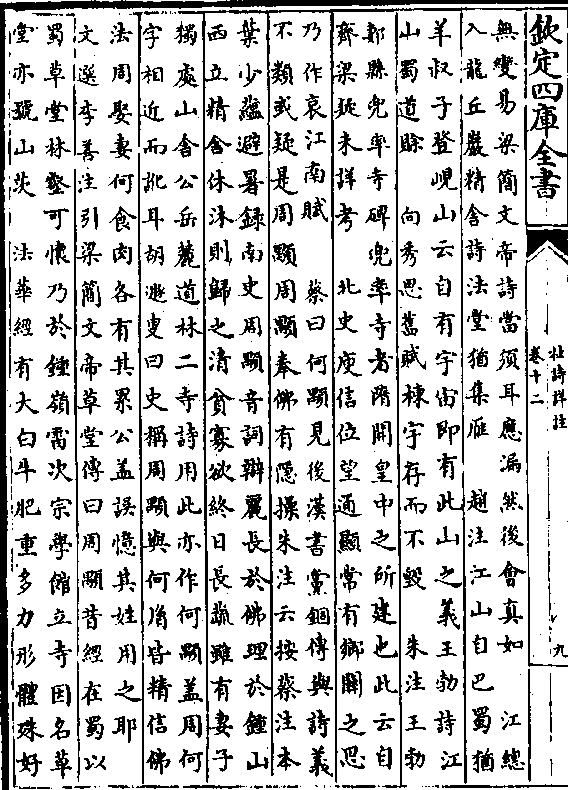 欽定四庫全書
杜詩詳註
卷十二
九
無變易梁簡文帝詩當須耳應漏然後會真如　江總
入龍丘巖精舍詩法堂猶集雁　趙注江山自巴蜀猶
羊叔子登峴山云自有宇宙即有此山之義王勃詩江
山蜀道賖　向秀思舊賦棟宇存而不毀　朱注王勃
郪縣兜率寺碑兜率寺者隋開皇中之所建也此云自
齊梁疑未詳考　北史庾信位望通顯常有鄉關之思
乃作哀江南賦　蔡曰何顒見後漢書黨錮傳與詩義
不類或疑是周顒周顒奉佛有隱操朱注云按蔡注本
葉少藴避暑録南史周顒音詞辯麗長於佛理於鍾山
西立精舍休沐則歸之清貧寡欲終日長蔬雖有妻子
獨處山舍公岳麓道林二寺詩用此亦作何顒盖周何
字相近而訛耳胡遯叟曰史稱周顒與何𦙍皆精信佛
法周娶妻何食肉各有其累公盖誤憶其姓用之耶
文選李善注引梁簡文帝草堂傳曰周顒昔經在蜀以
蜀草堂林壑可懷乃於鍾嶺雷次宗學館立寺因名草
堂亦號山茨　法華經有大白牛肥重多力形體殊好